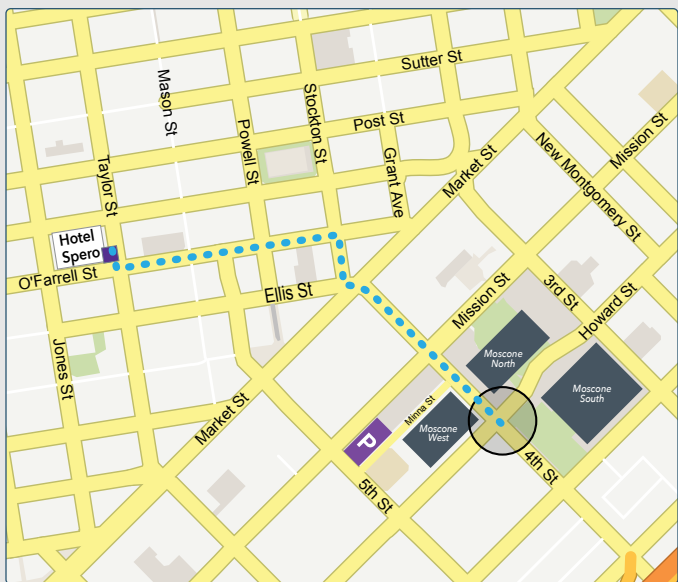 Sutter St
Mason St
Stockton St
Post St
Powell St
Mission St
New Montgomery St
Market St
Grant Ave
Taylor St
Hotel
Spero
O'Farrell St
Ellis St
Mission St
3rd St
Howard St
Jones St
Moscone
North
Moscone
South
Market St
Minna St
Moscone
West
P
4th St
5th St